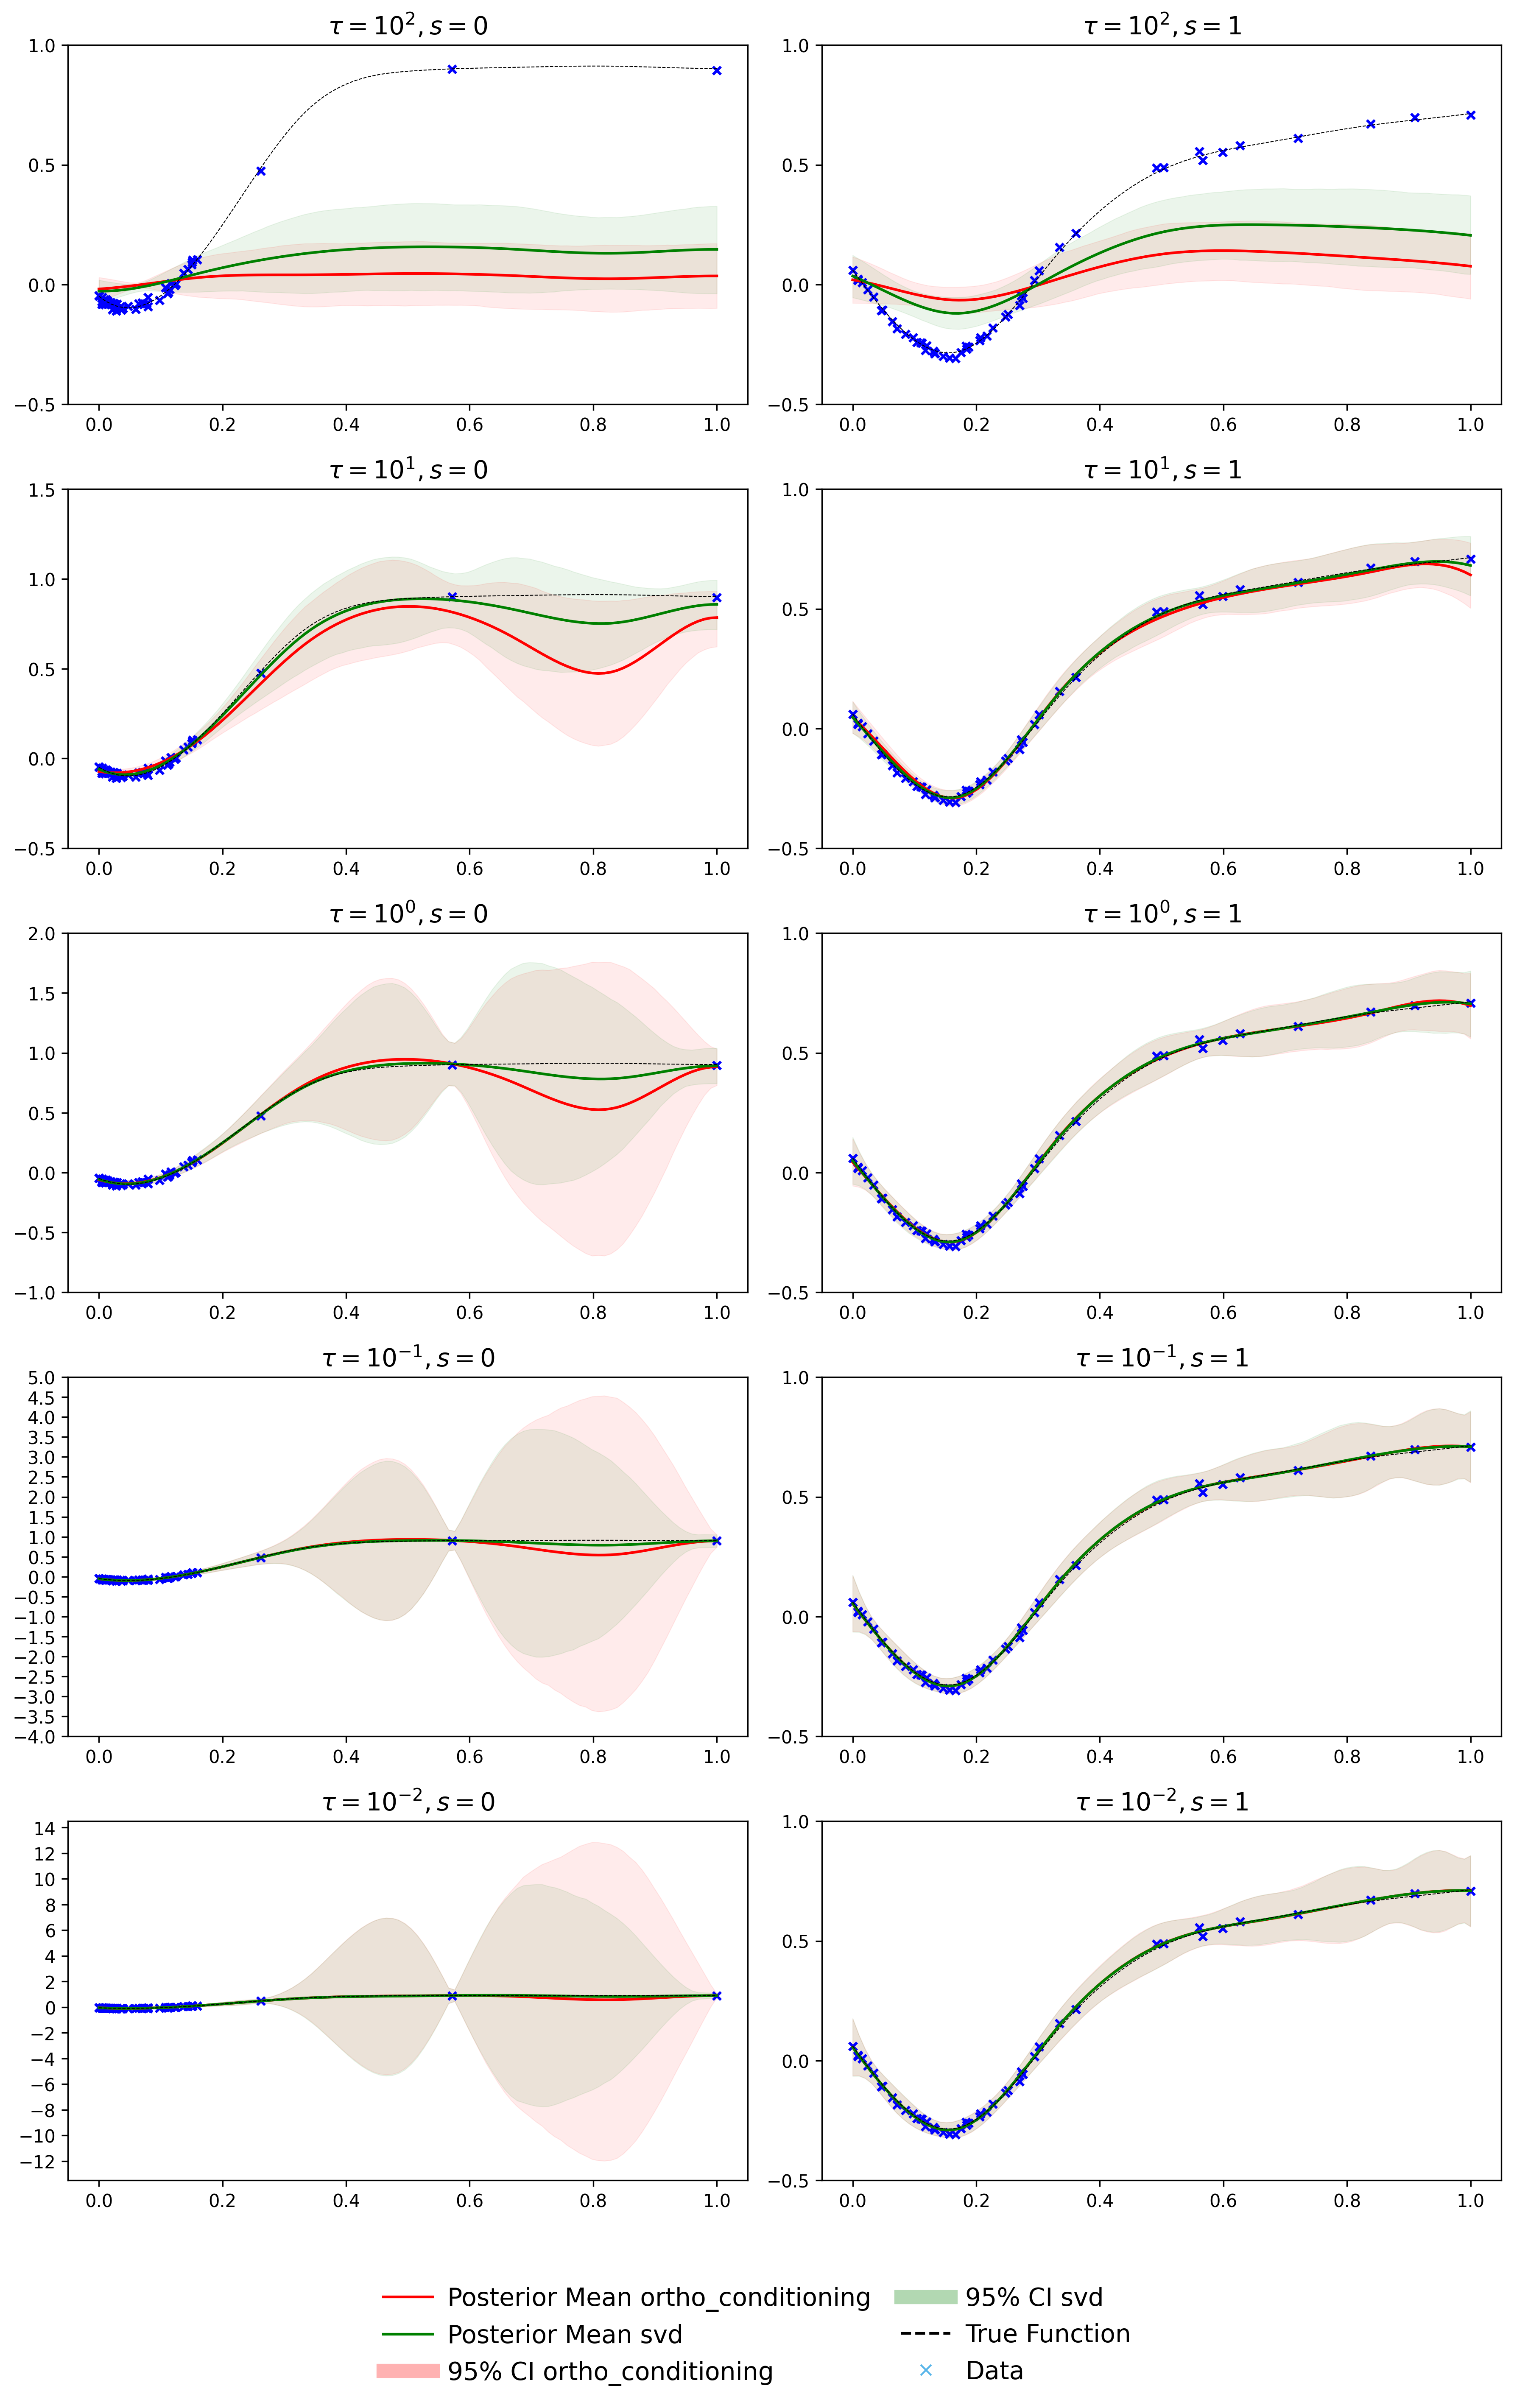 τ = 10², s = 0
1.0
0.5
0.0
−0.5
0.0 0.2 0.4 0.6 0.8 1.0
τ = 10², s = 1
1.0
0.5
0.0
−0.5
0.0 0.2 0.4 0.6 0.8 1.0
τ = 10¹, s = 0
1.5
1.0
0.5
0.0
−0.5
0.0 0.2 0.4 0.6 0.8 1.0
τ = 10¹, s = 1
1.0
0.5
0.0
−0.5
0.0 0.2 0.4 0.6 0.8 1.0
τ = 10⁰, s = 0
2.0
1.5
1.0
0.5
0.0
−0.5
−1.0
0.0 0.2 0.4 0.6 0.8 1.0
τ = 10⁰, s = 1
1.0
0.5
0.0
−0.5
0.0 0.2 0.4 0.6 0.8 1.0
τ = 10⁻¹, s = 0
5.0
4.5
4.0
3.5
3.0
2.5
2.0
1.5
1.0
0.5
0.0
−0.5
−1.0
−1.5
−2.0
−2.5
−3.0
−3.5
−4.0
0.0 0.2 0.4 0.6 0.8 1.0
τ = 10⁻¹, s = 1
1.0
0.5
0.0
−0.5
0.0 0.2 0.4 0.6 0.8 1.0
τ = 10⁻², s = 0
14
12
10
8
6
4
2
0
−2
−4
−6
−8
−10
−12
0.0 0.2 0.4 0.6 0.8 1.0
τ = 10⁻², s = 1
1.0
0.5
0.0
−0.5
0.0 0.2 0.4 0.6 0.8 1.0
Posterior Mean ortho_conditioning
Posterior Mean svd
95% CI ortho_conditioning
95% CI svd
True Function
Data